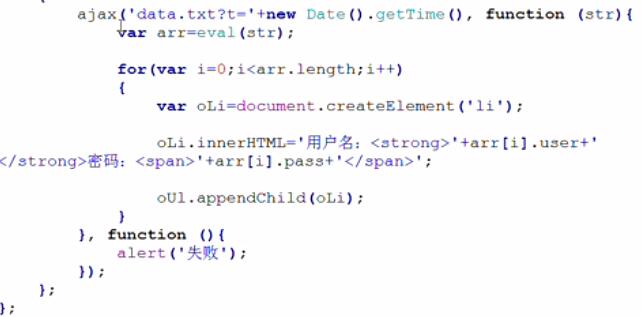 ajax('data.txt?t='+new Date().getTime(), function (str){
var arr=eval(str);
for(var i=0;i<arr.length;i++)
{
var oLi=document.createElement('li');
oLi.innerHTML='用户名：<strong>'+arr[i].user+'
</strong>密码：<span>'+arr[i].pass+'</span>';
oUl.appendChild(oLi);
}
}, function (){
alert('失败');
});
};
};